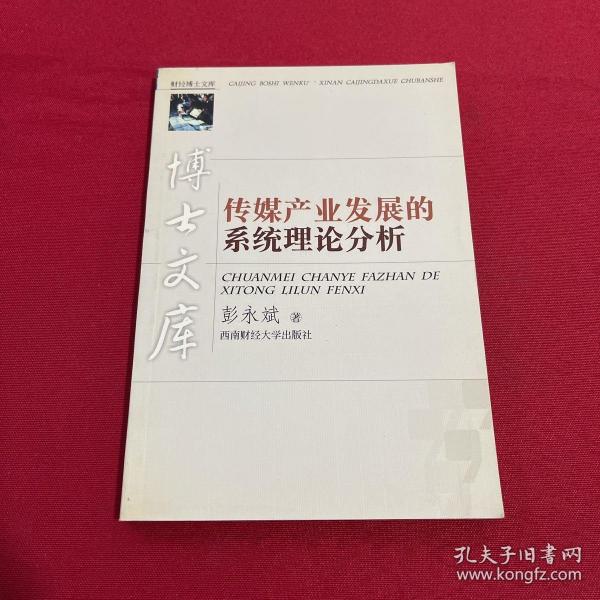 财经博士文库
CAIJING BOSHI WENKU · XINAN CAIJINGDAXUE CHUBANSHE
博士文库
传媒产业发展的
系统理论分析
CHUANMEI CHANYE FAZHAN DE
XITONG LILUN FENXI
彭永斌 著
西南财经大学出版社
孔夫子旧书网
www.kongfz.com